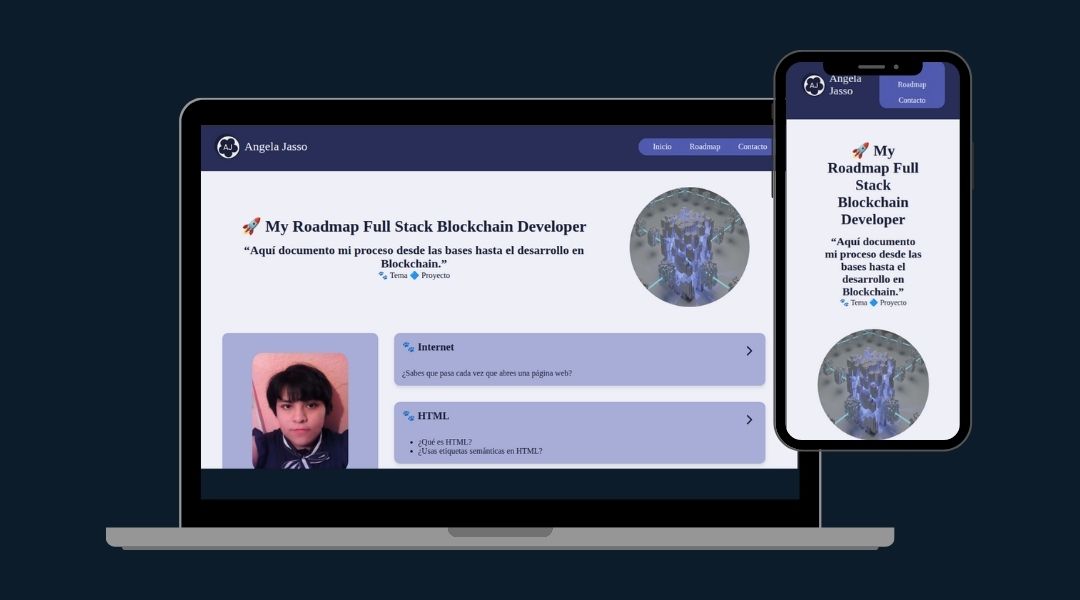 AJ Angela Jasso
Inicio Roadmap Contacto
🚀 My Roadmap Full Stack Blockchain Developer
“Aquí documento mi proceso desde las bases hasta el desarrollo en
Blockchain.”
🐾 Tema 🔷 Proyecto
🐾 Internet
¿Sabes que pasa cada vez que abres una página web?
🐾 HTML
• ¿Qué es HTML?
• ¿Usas etiquetas semánticas en HTML?
AJ
Angela
Jasso
Roadmap
Contacto
🚀 My
Roadmap Full
Stack
Blockchain
Developer
“Aquí documento
mi proceso desde las
bases hasta el
desarrollo en
Blockchain.”
🐾 Tema 🔷 Proyecto